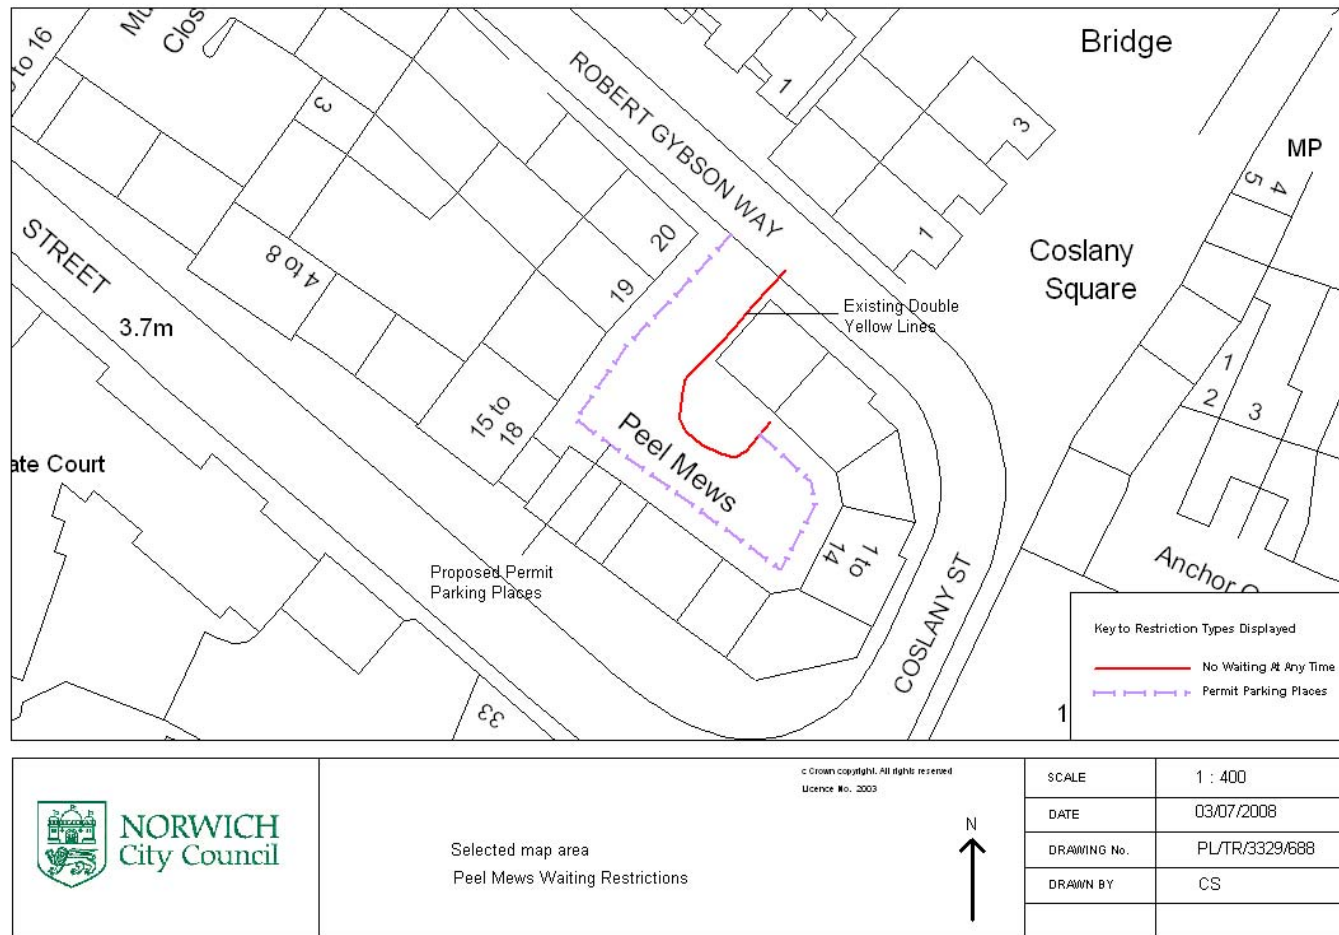 to 16
Clos
3
1
Bridge
ROBERT GYBSON WAY
3
MP
4
5
STREET
4 to 8
20
19
1
Coslany
Square
3.7m
Existing Double
Yellow Lines
1
2
3
15 to
18
Peel Mews
ate Court
1 to
14
Anchor
Proposed Permit
Parking Places
COSLANY ST
33
1
Key to Restriction Types Displayed
No Waiting At Any Time
Permit Parking Places
NORWICH
City Council
Selected map area
Peel Mews Waiting Restrictions
c Crown copyright. All rights reserved
Licence No. 2003
N
SCALE 1 : 400
DATE 03/07/2008
DRAWING No. PL/TR/3329/688
DRAWN BY CS